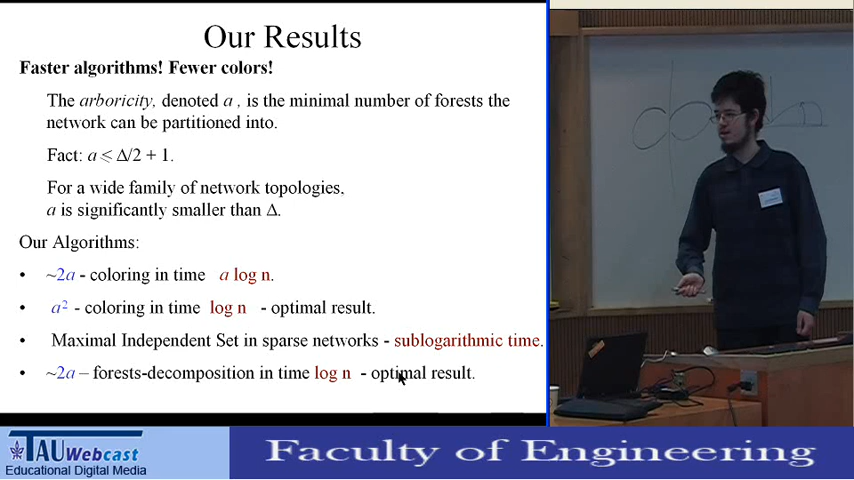 Our Results
Faster algorithms! Fewer colors!
The arboricity, denoted a , is the minimal number of forests the
network can be partitioned into.
Fact: a < Δ/2 + 1.
For a wide family of network topologies,
a is significantly smaller than Δ.
Our Algorithms:
• ~2a - coloring in time a log n.
• a² - coloring in time log n - optimal result.
• Maximal Independent Set in sparse networks - sublogarithmic time.
• ~2a – forests-decomposition in time log n - optimal result.
TAU Webcast
Educational Digital Media
Faculty of Engineering